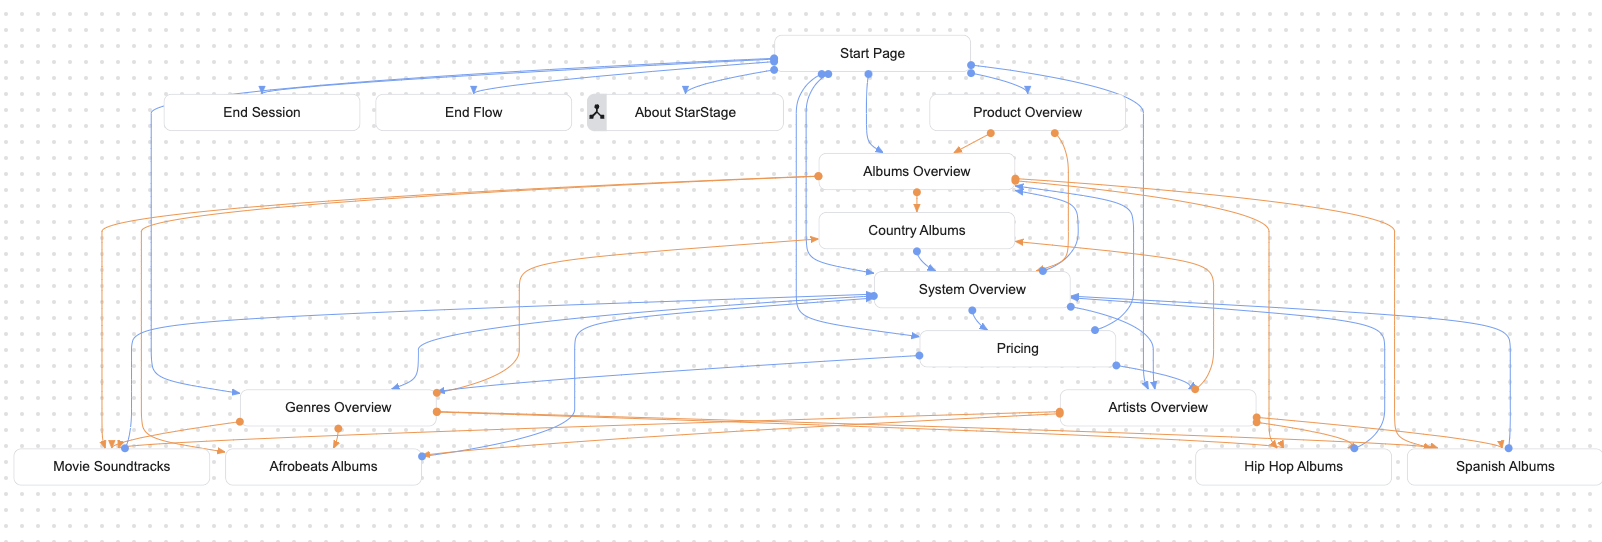 Start Page
End Session
End Flow
About StarStage
Product Overview
Albums Overview
Country Albums
System Overview
Pricing
Genres Overview
Artists Overview
Movie Soundtracks
Afrobeats Albums
Hip Hop Albums
Spanish Albums